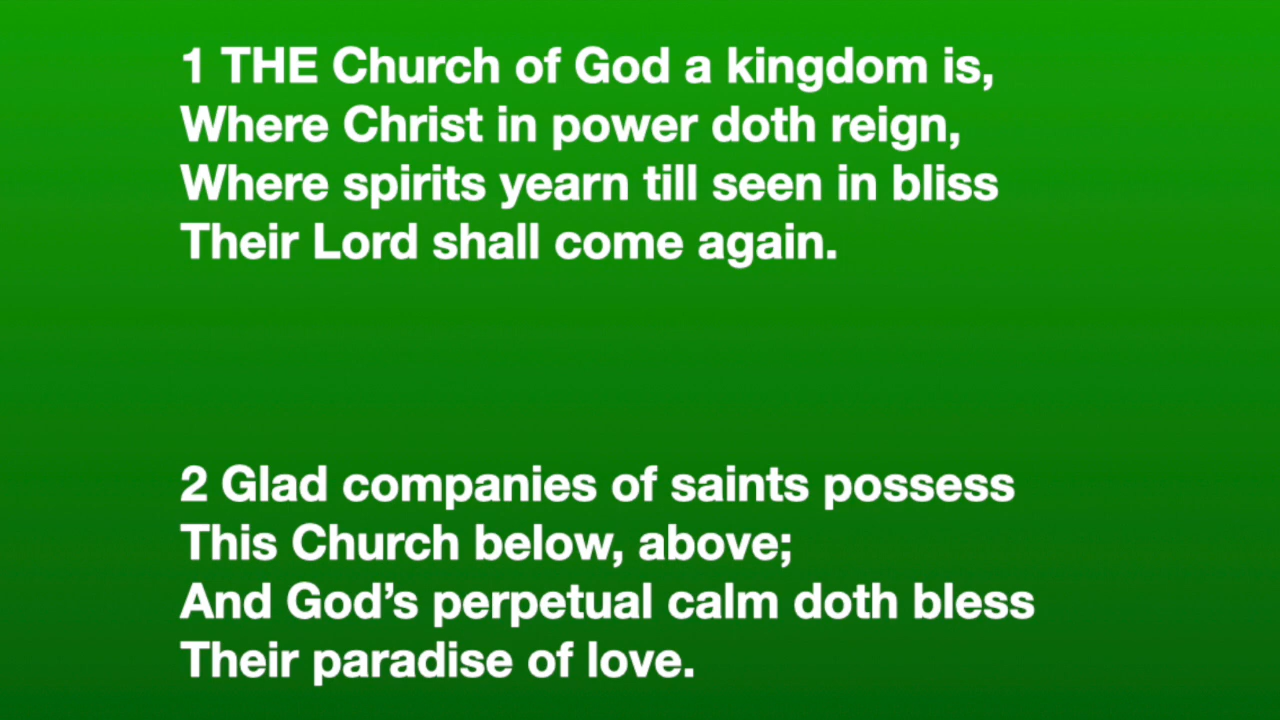 1 THE Church of God a kingdom is,
Where Christ in power doth reign,
Where spirits yearn till seen in bliss
Their Lord shall come again.
2 Glad companies of saints possess
This Church below, above;
And God’s perpetual calm doth bless
Their paradise of love.